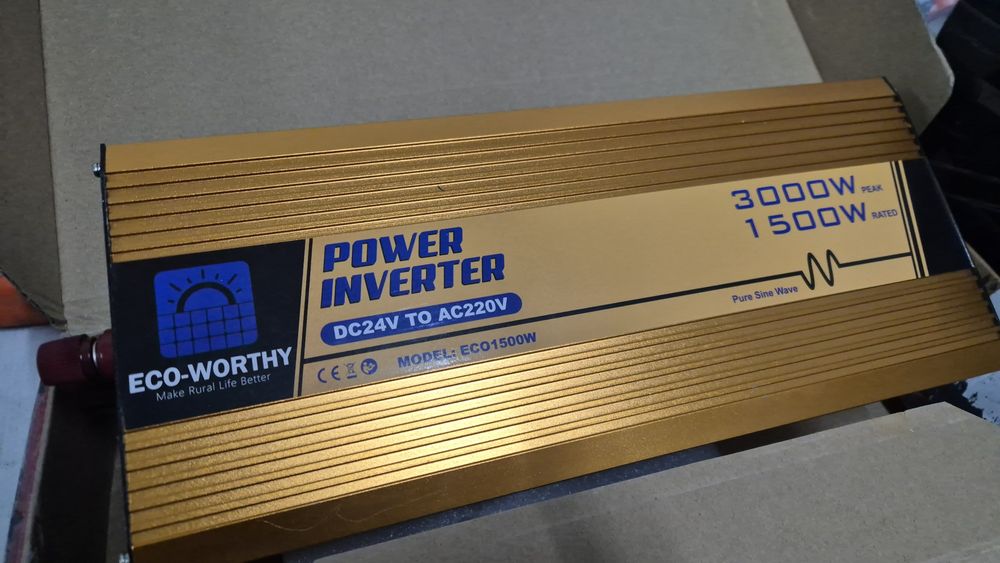 3000W PEAK
1500W RATED
POWER
INVERTER
DC24V TO AC220V
Pure Sine Wave
CE MODEL: ECO1500W
ECO-WORTHY
Make Rural Life Better